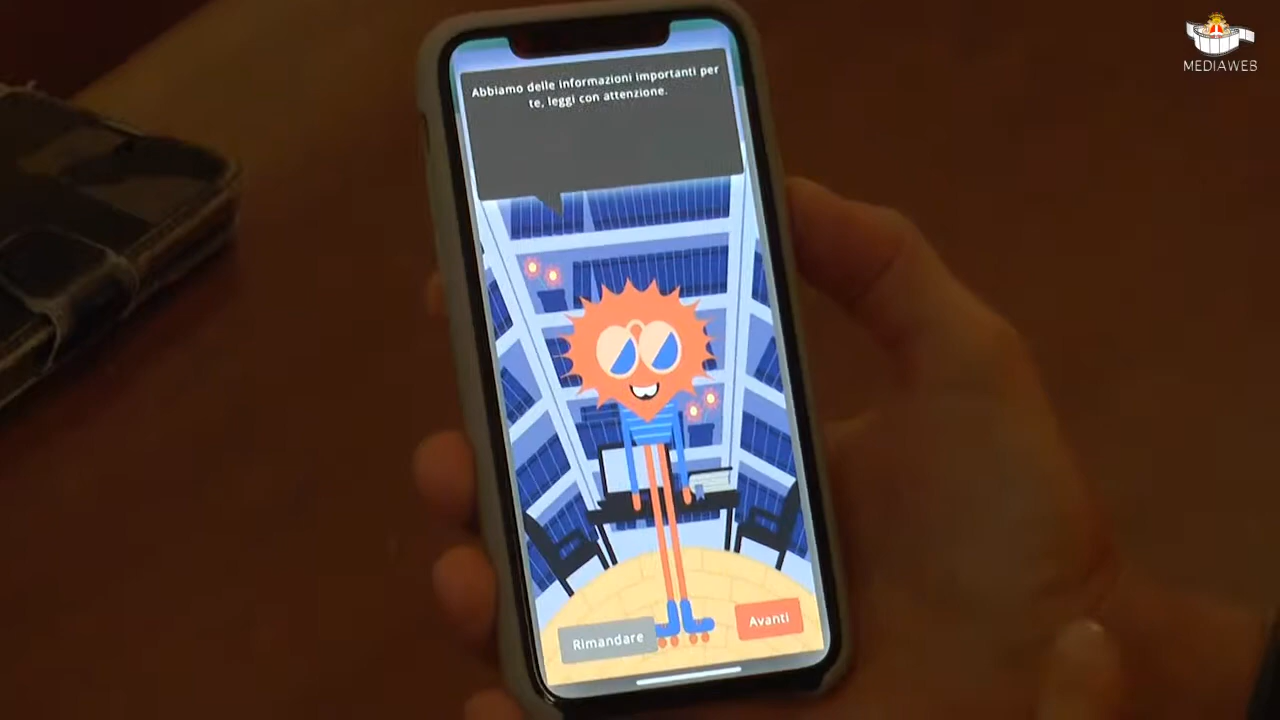 MEDIAWEB
Abbiamo delle informazioni importanti per
te, leggi con attenzione.
Rimandare
Avanti